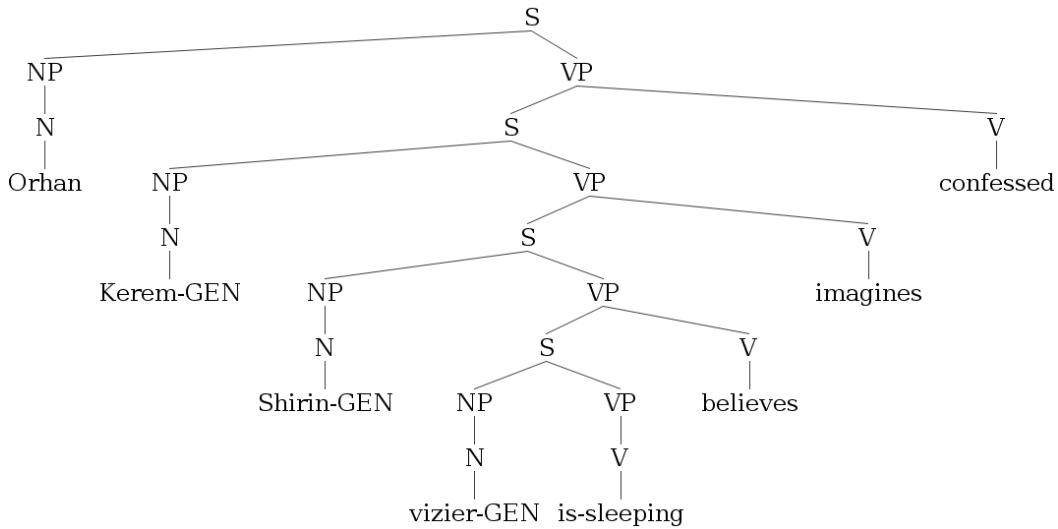 S
NP VP
N S V
Orhan NP VP confessed
N S V
Kerem-GEN NP VP imagines
N S V
Shirin-GEN NP VP believes
N V
vizier-GEN is-sleeping